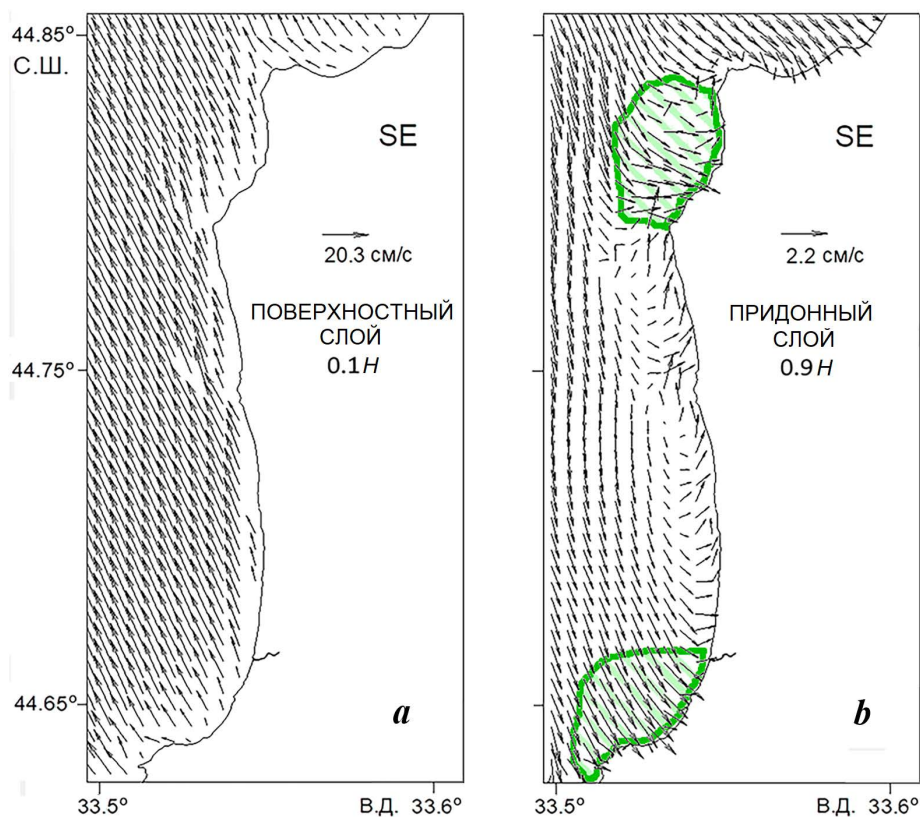 44.85°
С.Ш.
SE
20.3 см/с
ПОВЕРХНОСТНЫЙ
СЛОЙ
0.1H
44.75°
44.65°
a
33.5°
В.Д. 33.6°
SE
2.2 см/с
ПРИДОННЫЙ
СЛОЙ
0.9H
b
33.5°
В.Д. 33.6°